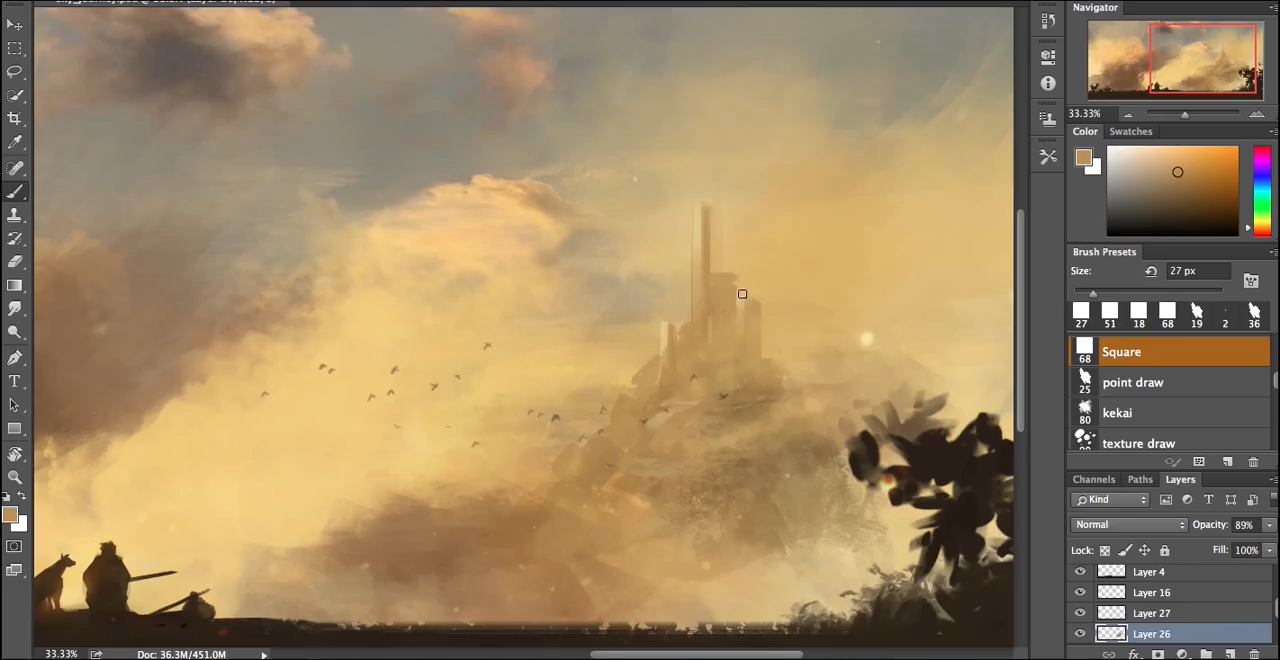 Navigator
33.33%
Color Swatches
Brush Presets
Size: 27 px
27 51 18 68 19 2 36
68 Square
25 point draw
80 kekai
texture draw
Channels Paths Layers
Kind
Normal Opacity: 89%
Lock: Fill: 100%
Layer 4
Layer 16
Layer 27
Layer 26
33.33% Doc: 36.3M/451.0M